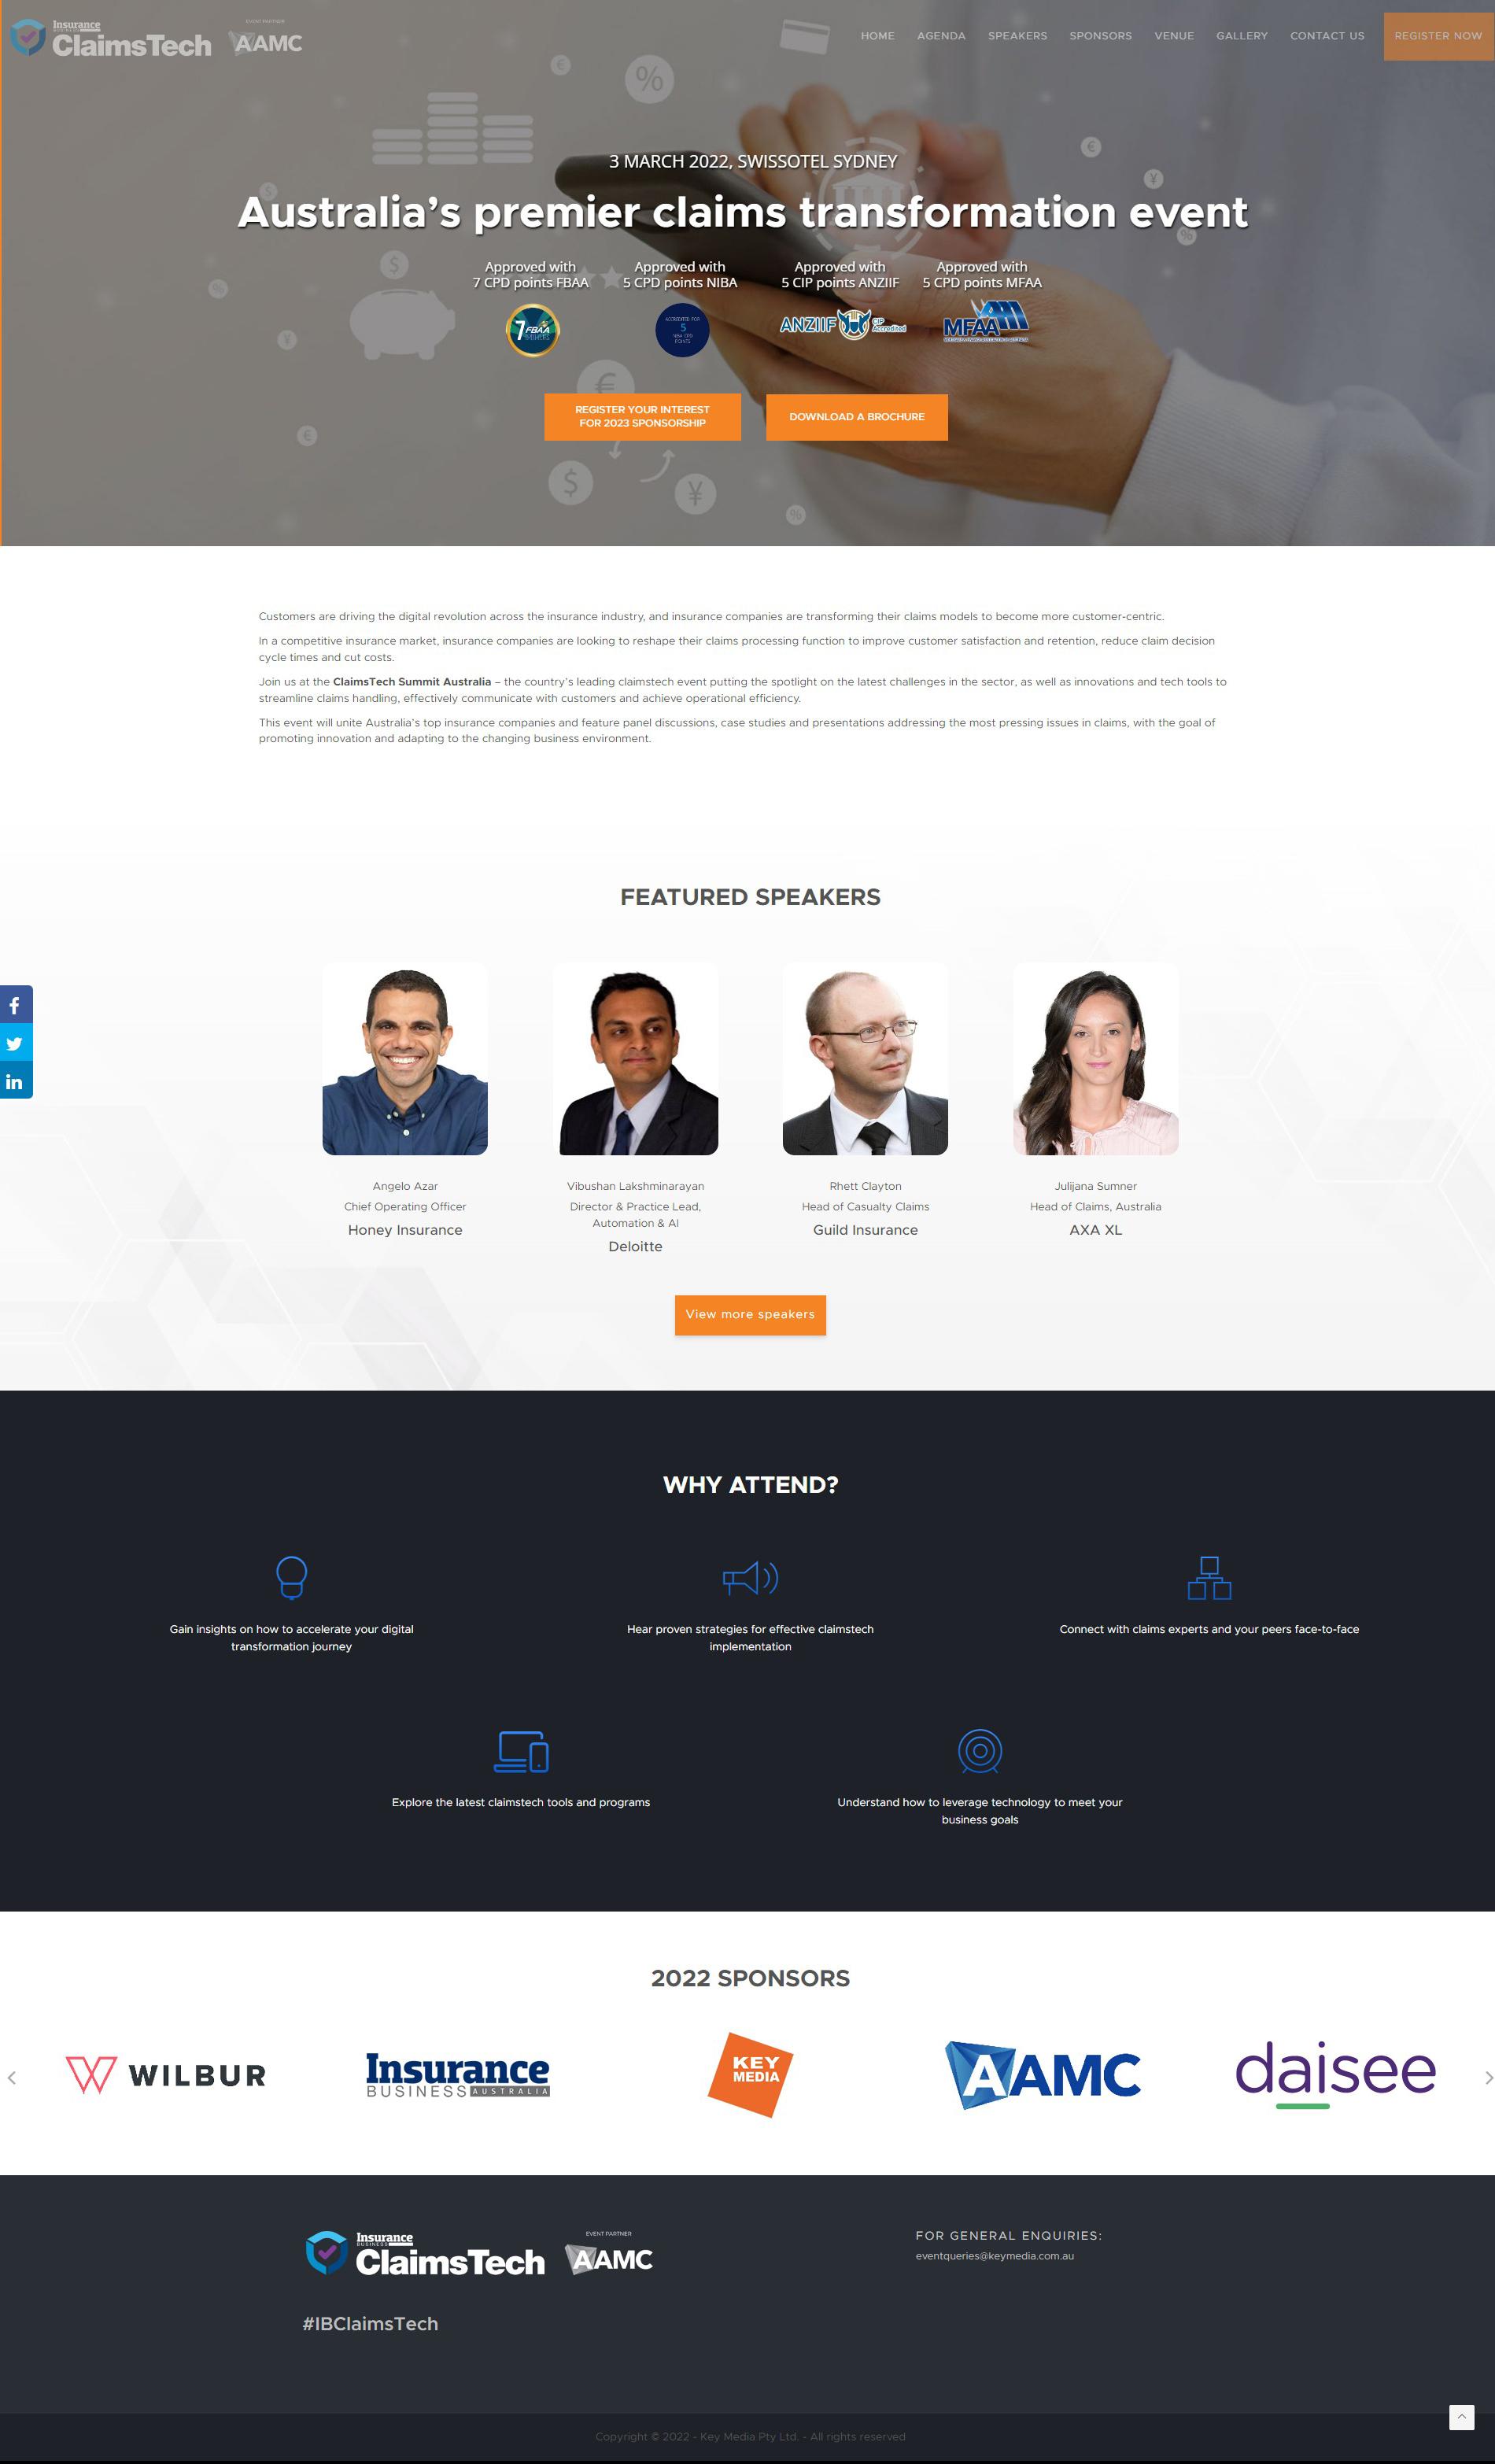 Insurance
BUSINESS
ClaimsTech
EVENT PARTNER
AAMC
HOME
AGENDA
SPEAKERS
SPONSORS
VENUE
GALLERY
CONTACT US
REGISTER NOW
3 MARCH 2022, SWISSOTEL SYDNEY
Australia’s premier claims transformation event
Approved with
7 CPD points FBAA
Approved with
5 CPD points NIBA
Approved with
5 CIP points ANZIIF
Approved with
5 CPD points MFAA
7 FBAA
ACCREDITED FOR
5
NIBA CPD
POINTS
ANZIIF
CIP
Accredited
MFAA
REGISTER YOUR INTEREST
FOR 2023 SPONSORSHIP
DOWNLOAD A BROCHURE
Customers are driving the digital revolution across the insurance industry, and insurance companies are transforming their claims models to become more customer-centric.
In a competitive insurance market, insurance companies are looking to reshape their claims processing function to improve customer satisfaction and retention, reduce claim decision
cycle times and cut costs.
Join us at the ClaimsTech Summit Australia – the country’s leading claimstech event putting the spotlight on the latest challenges in the sector, as well as innovations and tech tools to
streamline claims handling, effectively communicate with customers and achieve operational efficiency.
This event will unite Australia’s top insurance companies and feature panel discussions, case studies and presentations addressing the most pressing issues in claims, with the goal of
promoting innovation and adapting to the changing business environment.
FEATURED SPEAKERS
Angelo Azar
Chief Operating Officer
Honey Insurance
Vibushan Lakshminarayan
Director & Practice Lead,
Automation & AI
Deloitte
Rhett Clayton
Head of Casualty Claims
Guild Insurance
Julijana Sumner
Head of Claims, Australia
AXA XL
View more speakers
WHY ATTEND?
Gain insights on how to accelerate your digital
transformation journey
Hear proven strategies for effective claimstech
implementation
Connect with claims experts and your peers face-to-face
Explore the latest claimstech tools and programs
Understand how to leverage technology to meet your
business goals
2022 SPONSORS
WILBUR
Insurance
BUSINESS AUSTRALIA
KEY
MEDIA
AAMC
daisee
Insurance
BUSINESS
ClaimsTech
EVENT PARTNER
AAMC
#IBClaimsTech
FOR GENERAL ENQUIRIES:
eventqueries@keymedia.com.au
Copyright © 2022 - Key Media Pty Ltd. - All rights reserved